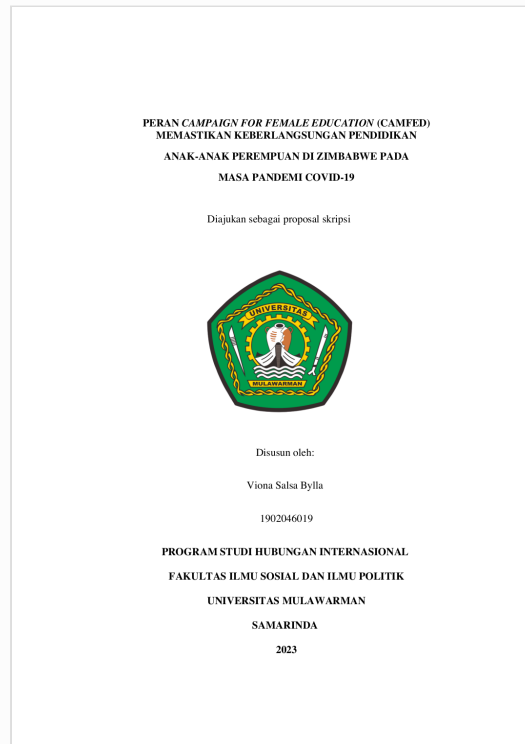 PERAN CAMPAIGN FOR FEMALE EDUCATION (CAMFED)
MEMASTIKAN KEBERLANGSUNGAN PENDIDIKAN
ANAK-ANAK PEREMPUAN DI ZIMBABWE PADA
MASA PANDEMI COVID-19
Diajukan sebagai proposal skripsi
UNIVERSITAS
MULAWARMAN
Disusun oleh:
Viona Salsa Bylla
1902046019
PROGRAM STUDI HUBUNGAN INTERNASIONAL
FAKULTAS ILMU SOSIAL DAN ILMU POLITIK
UNIVERSITAS MULAWARMAN
SAMARINDA
2023